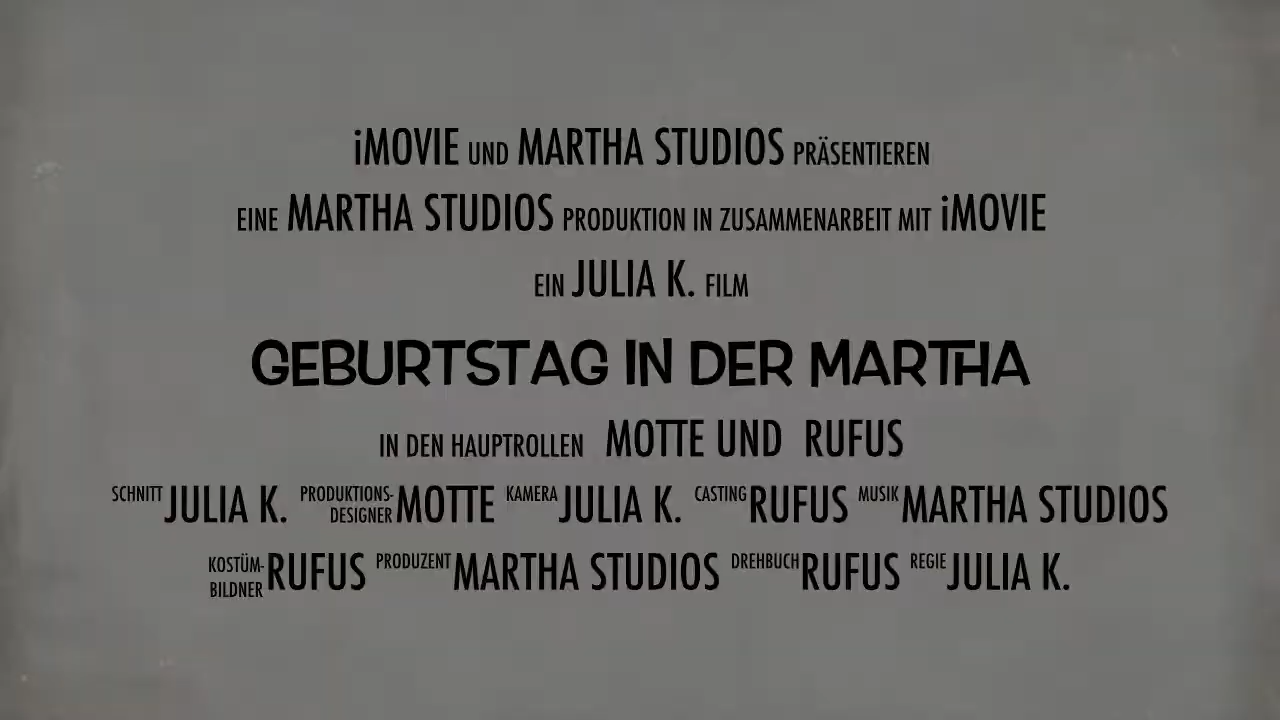 iMOVIE UND MARTHA STUDIOS PRÄSENTIEREN
EINE MARTHA STUDIOS PRODUKTION IN ZUSAMMENARBEIT MIT iMOVIE
EIN JULIA K. FILM
GEBURTSTAG IN DER MARTHA
IN DEN HAUPTROLLEN MOTTE UND RUFUS
SCHNITT JULIA K. PRODUKTIONS-DESIGNER MOTTE KAMERA JULIA K. CASTING RUFUS MUSIK MARTHA STUDIOS
KOSTÜM-BILDNER RUFUS PRODUZENT MARTHA STUDIOS DREHBUCH RUFUS REGIE JULIA K.